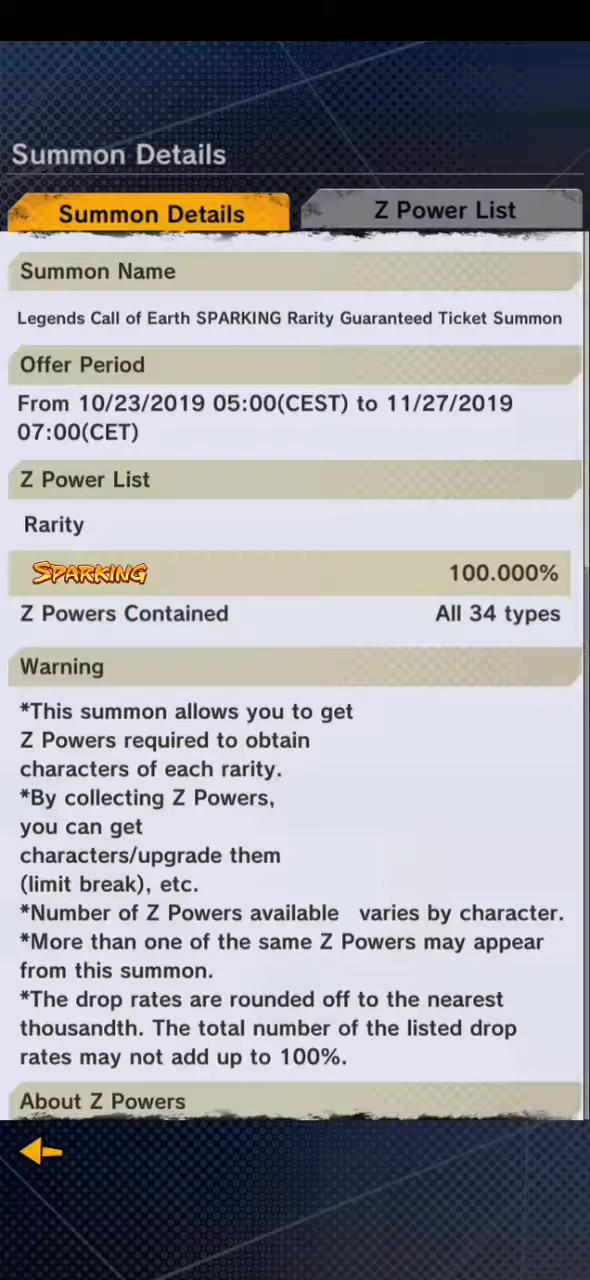 Summon Details
Summon Details
Z Power List
Summon Name
Legends Call of Earth SPARKING Rarity Guaranteed Ticket Summon
Offer Period
From 10/23/2019 05:00(CEST) to 11/27/2019
07:00(CET)
Z Power List
Rarity
SPARKING 100.000%
Z Powers Contained All 34 types
Warning
*This summon allows you to get
Z Powers required to obtain
characters of each rarity.
*By collecting Z Powers,
you can get
characters/upgrade them
(limit break), etc.
*Number of Z Powers available varies by character.
*More than one of the same Z Powers may appear
from this summon.
*The drop rates are rounded off to the nearest
thousandth. The total number of the listed drop
rates may not add up to 100%.
About Z Powers